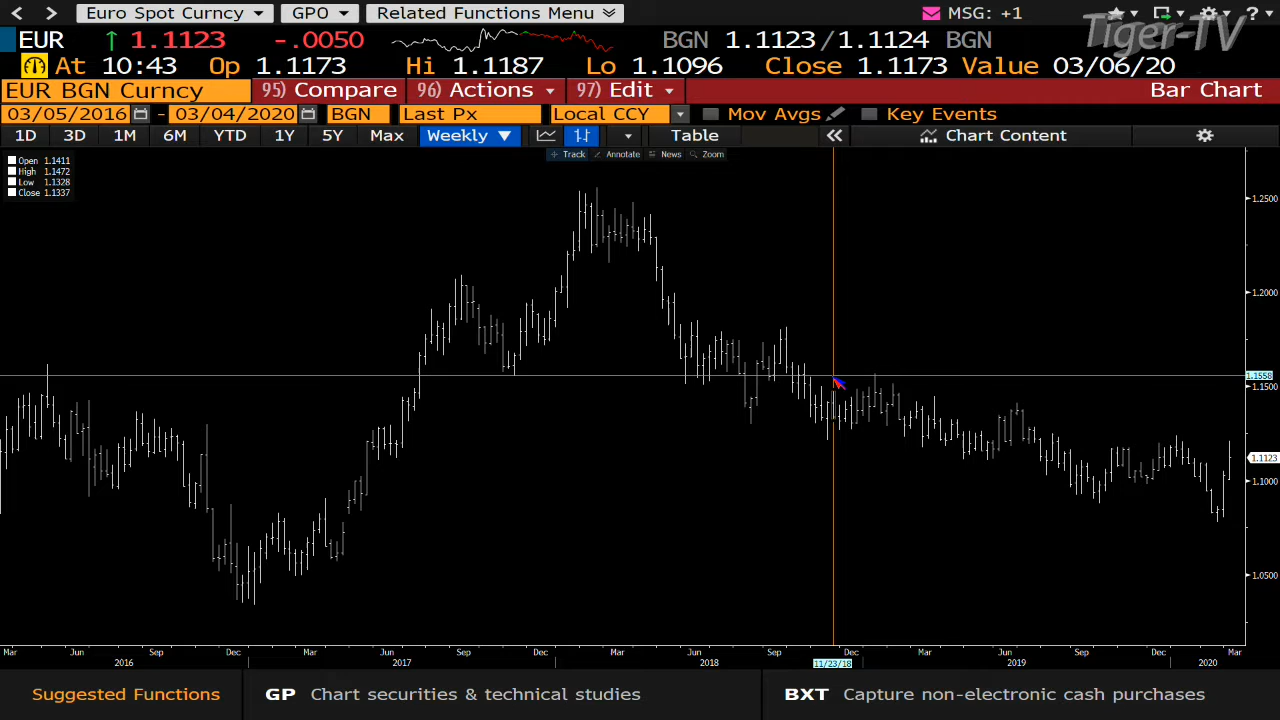 Euro Spot Curncy GPO Related Functions Menu MSG: +1 ?
Tiger-TV
EUR ↑ 1.1123 -.0050 BGN 1.1123/1.1124 BGN
At 10:43 Op 1.1173 Hi 1.1187 Lo 1.1096 Close 1.1173 Value 03/06/20
EUR BGN Curncy 95) Compare 96) Actions 97) Edit Bar Chart
03/05/2016 - 03/04/2020 BGN Last Px Local CCY Mov Avgs Key Events
1D 3D 1M 6M YTD 1Y 5Y Max Weekly ▼ Table « Chart Content
Track Annotate News Zoom
Open 1.1411
High 1.1472
Low 1.1328
Close 1.1337
1.2500
1.2000
1.1558
1.1500
1.1123
1.1000
1.0500
Mar Jun Sep Dec Mar Jun Sep Dec Mar Jun Sep Dec Mar Jun Sep Dec Mar
2016 2017 2018 11/23/18 2019 2020
Suggested Functions GP Chart securities & technical studies BXT Capture non-electronic cash purchases